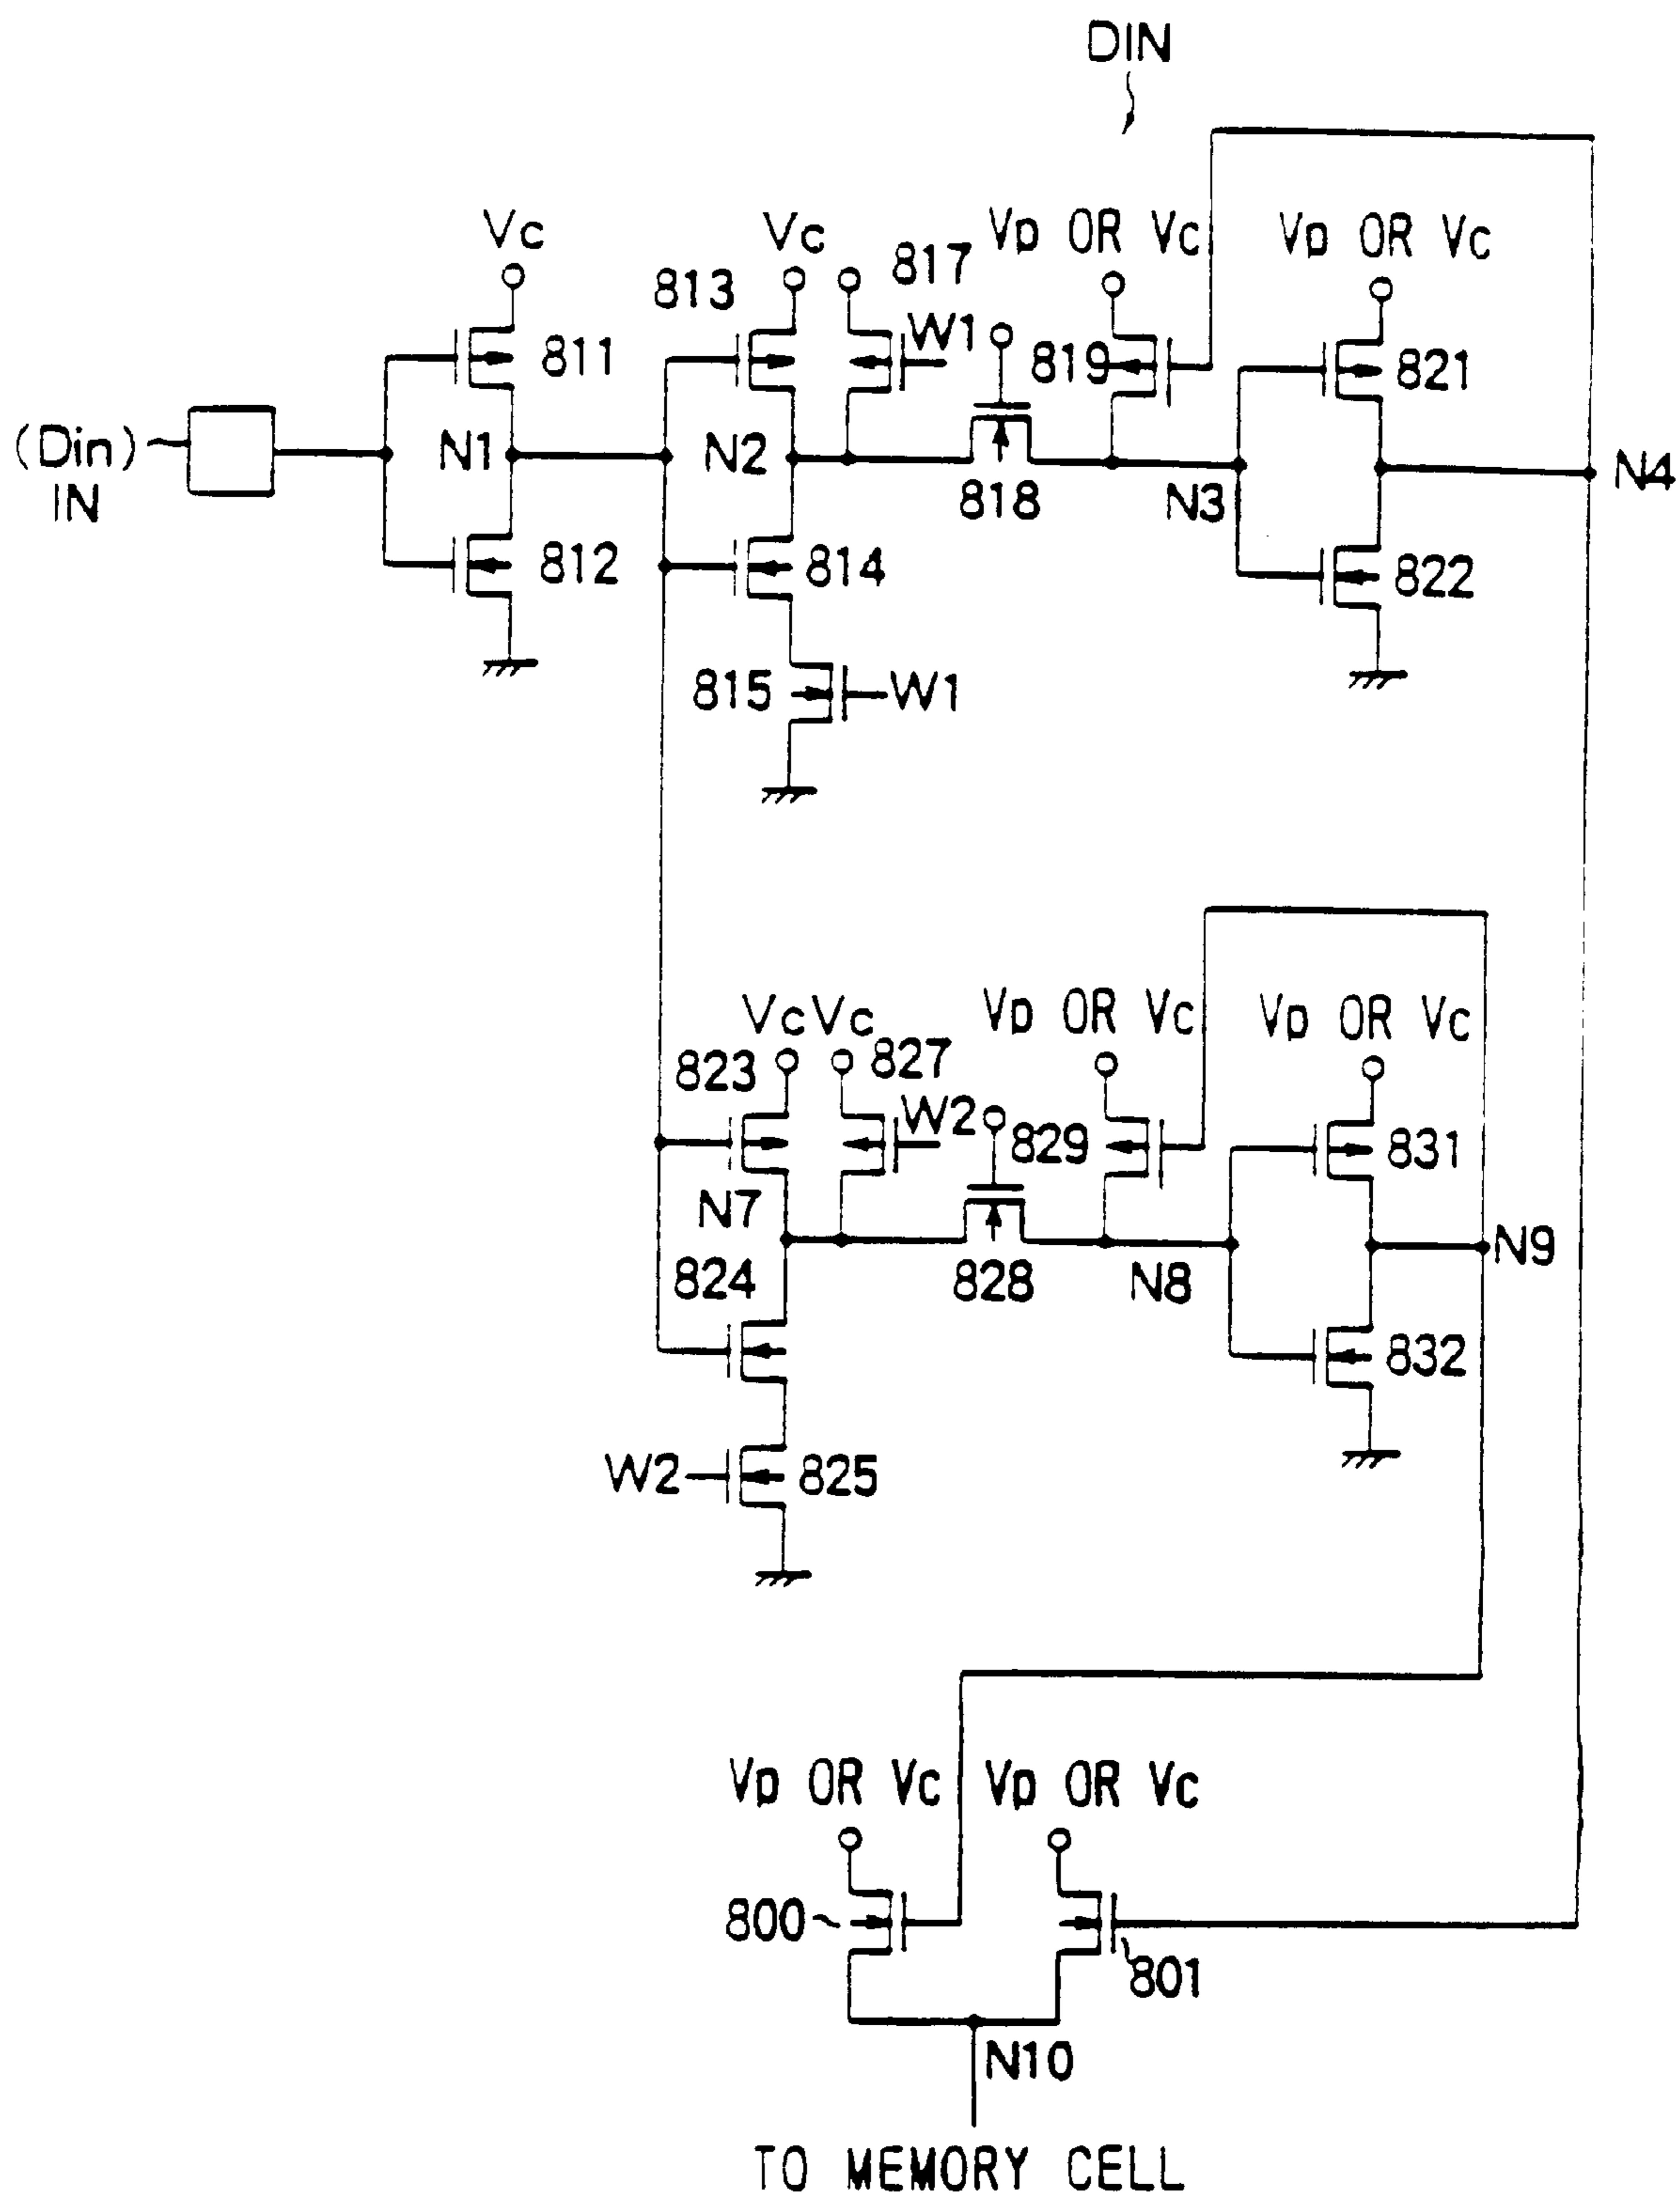 DIN
Vc
Vc
Vp OR Vc
Vp OR Vc
813
817
W1
811
819
821
(Din)
IN
N1
N2
818
N3
N4
812
814
822
815
W1
Vc
Vc
Vp OR Vc
Vp OR Vc
823
827
W2
829
831
N7
824
828
N8
N9
832
W2
825
Vp OR Vc
Vp OR Vc
800
801
N10
TO MEMORY CELL